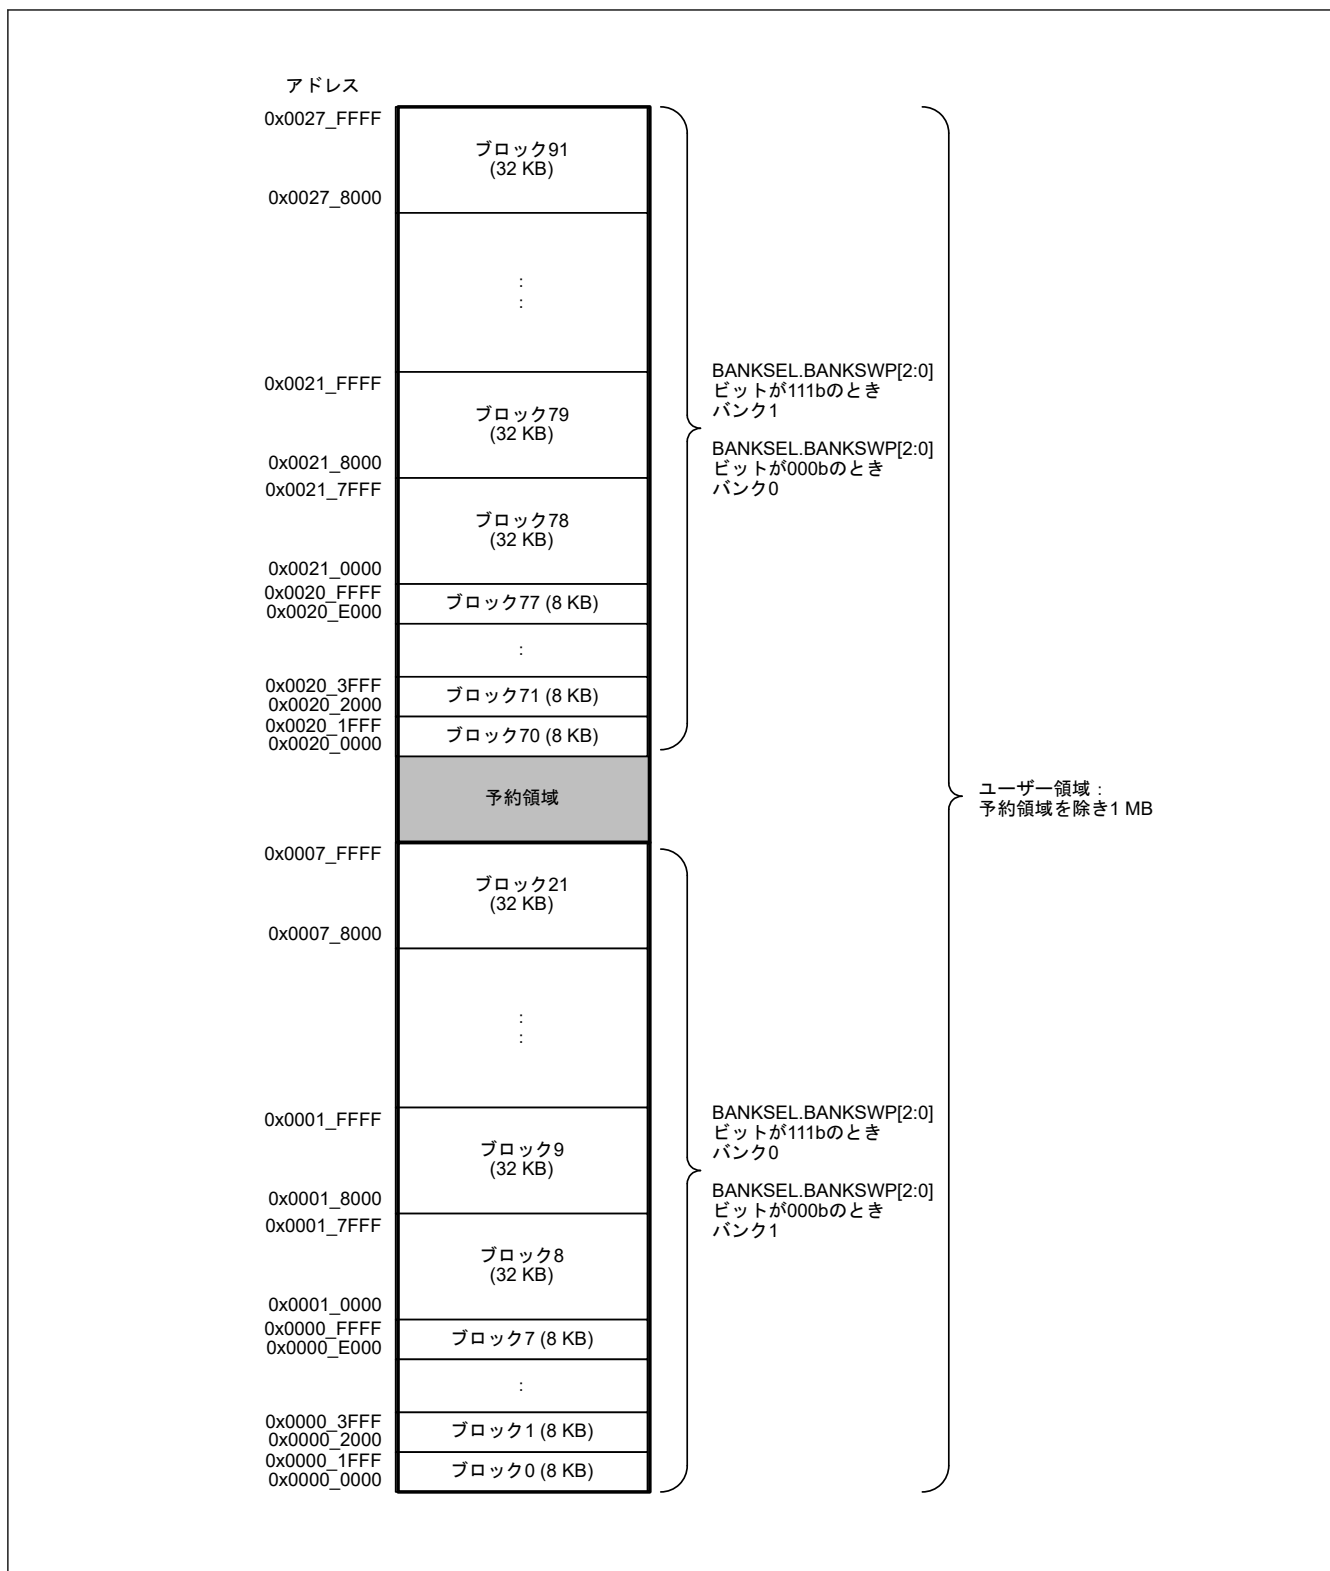 アドレス
0x0027_FFFF
ブロック91
(32 KB)
0x0027_8000
:
:
0x0021_FFFF
ブロック79
(32 KB)
0x0021_8000
0x0021_7FFF
ブロック78
(32 KB)
0x0021_0000
0x0020_FFFF
ブロック77 (8 KB)
0x0020_E000
:
0x0020_3FFF
ブロック71 (8 KB)
0x0020_2000
0x0020_1FFF
ブロック70 (8 KB)
0x0020_0000
BANKSEL.BANKSWP[2:0]
ビットが111bのとき
バンク1
BANKSEL.BANKSWP[2:0]
ビットが000bのとき
バンク0
予約領域
ユーザー領域：
予約領域を除き1 MB
0x0007_FFFF
ブロック21
(32 KB)
0x0007_8000
:
:
0x0001_FFFF
ブロック9
(32 KB)
0x0001_8000
0x0001_7FFF
ブロック8
(32 KB)
0x0001_0000
0x0000_FFFF
ブロック7 (8 KB)
0x0000_E000
:
0x0000_3FFF
ブロック1 (8 KB)
0x0000_2000
0x0000_1FFF
ブロック0 (8 KB)
0x0000_0000
BANKSEL.BANKSWP[2:0]
ビットが111bのとき
バンク0
BANKSEL.BANKSWP[2:0]
ビットが000bのとき
バンク1